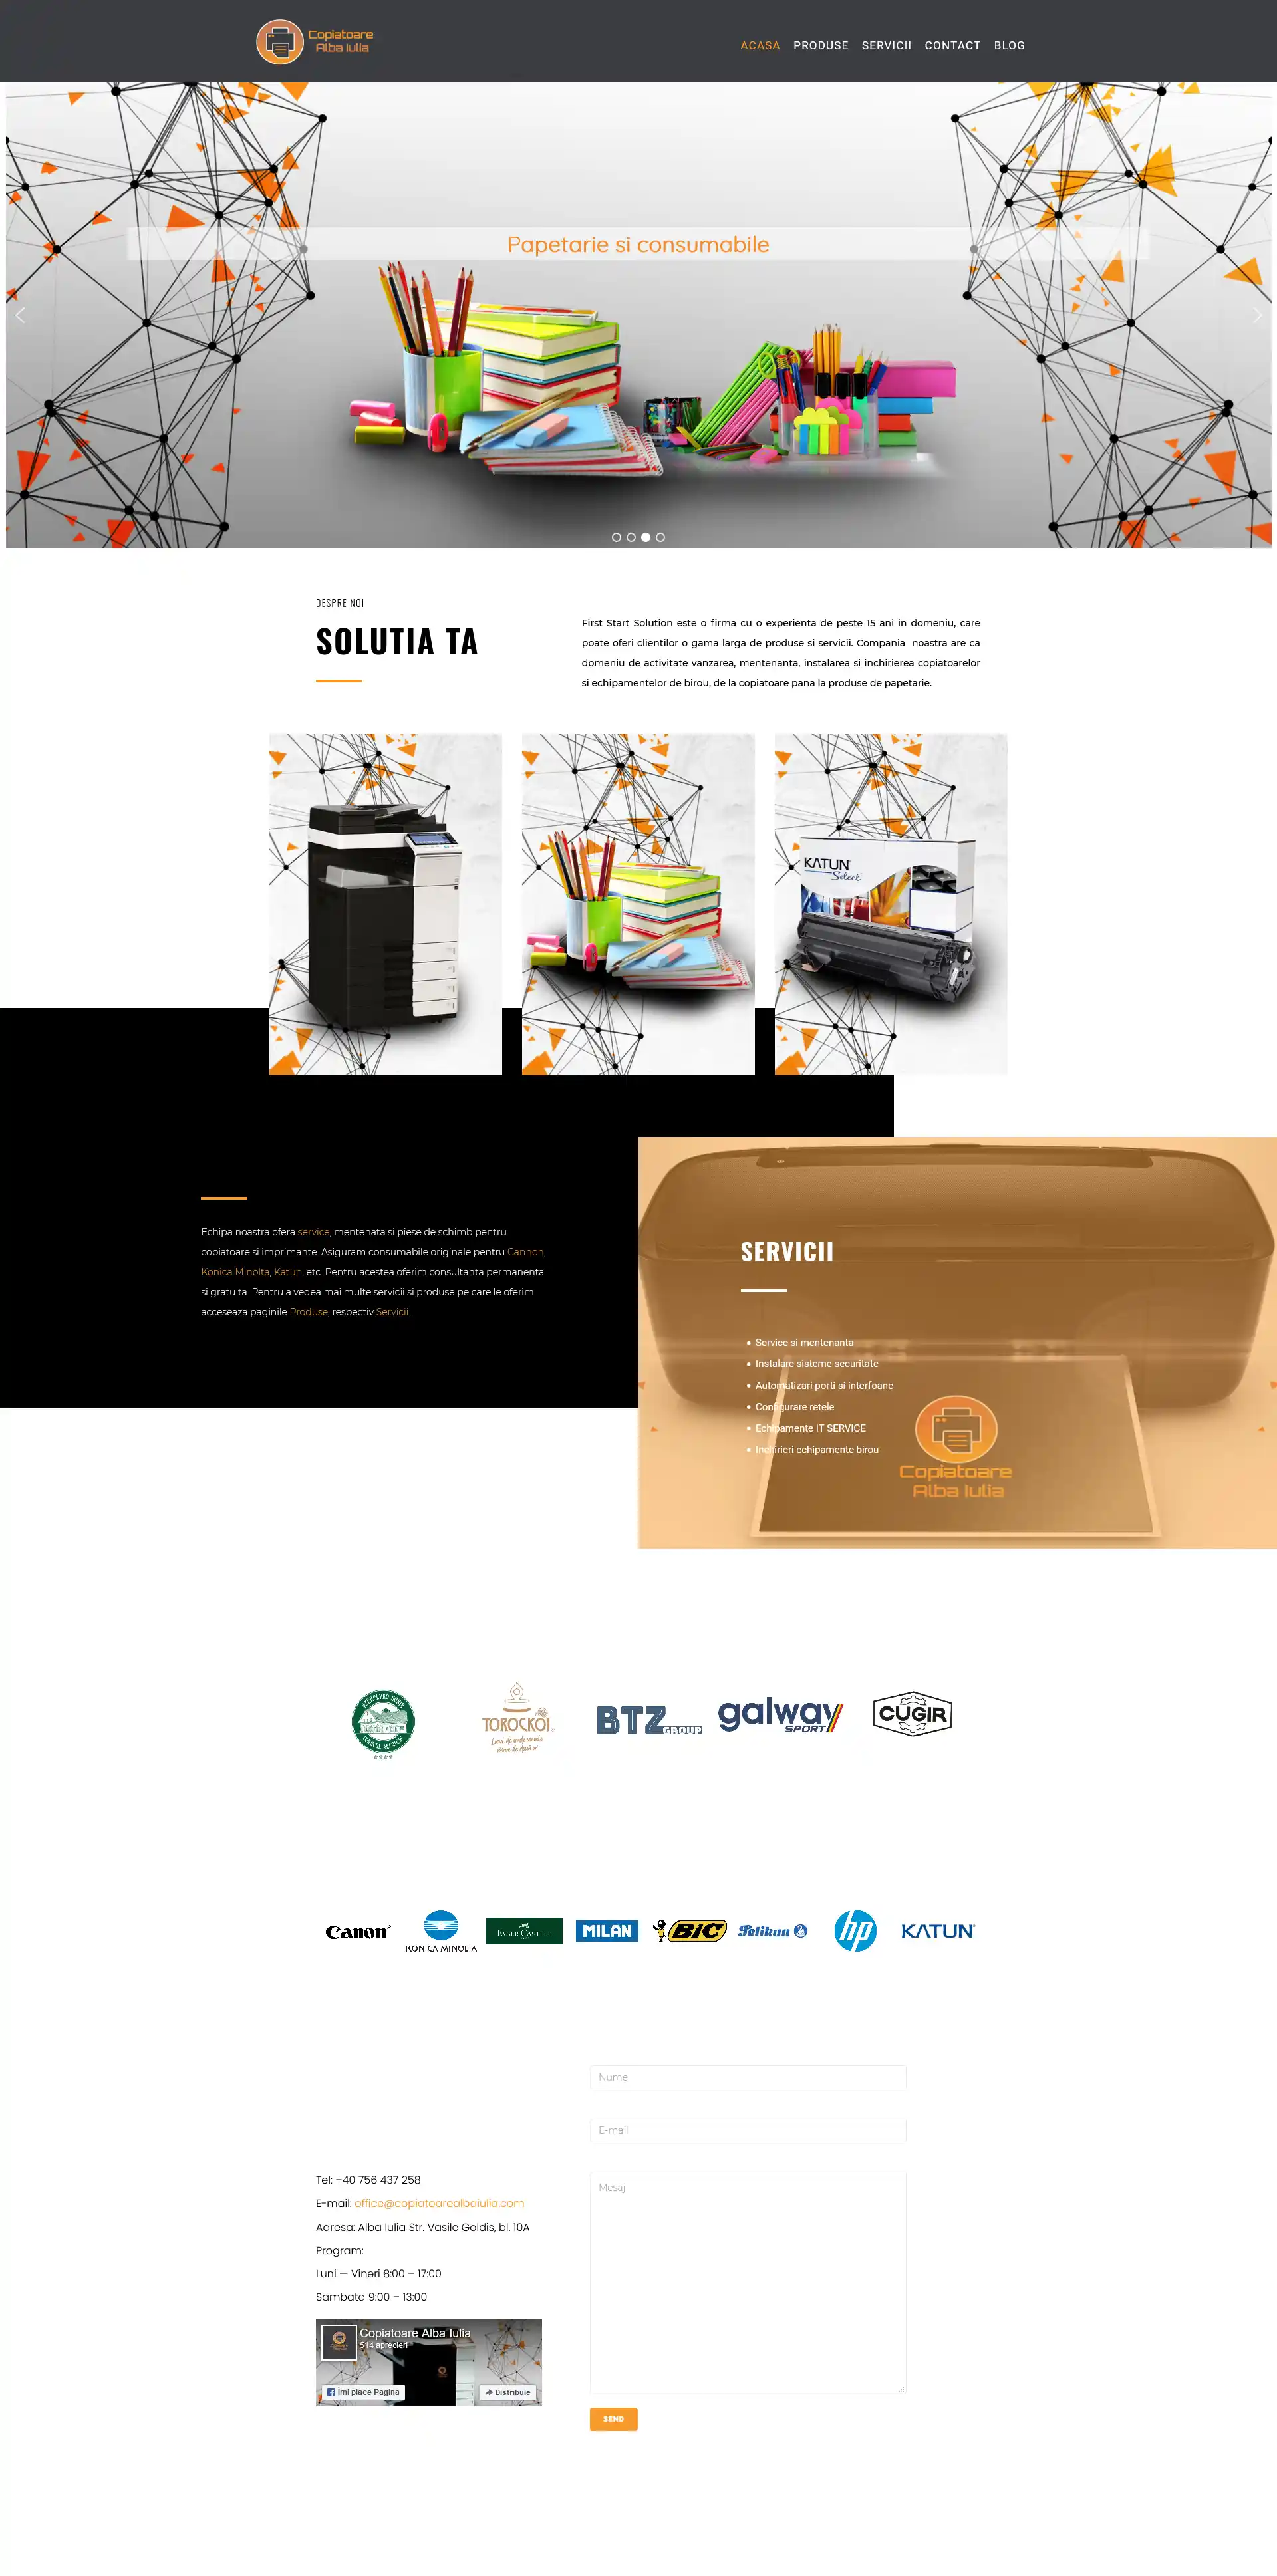 Copiatoare
Alba Iulia
ACASA PRODUSE SERVICII CONTACT BLOG
Papetarie si consumabile
DESPRE NOI
SOLUTIA TA
First Start Solution este o firma cu o experienta de peste 15 ani in domeniu, care
poate oferi clientilor o gama larga de produse si servicii. Compania noastra are ca
domeniu de activitate vanzarea, mentenanta, instalarea si inchirierea copiatoarelor
si echipamentelor de birou, de la copiatoare pana la produse de papetarie.
KATUN
Select
Echipa noastra ofera service, mentenata si piese de schimb pentru
copiatoare si imprimante. Asiguram consumabile originale pentru Cannon,
Konica Minolta, Katun, etc. Pentru acestea oferim consultanta permanenta
si gratuita. Pentru a vedea mai multe servicii si produse pe care le oferim
acceseaza paginile Produse, respectiv Servicii.
SERVICII
Service si mentenanta
Instalare sisteme securitate
Automatizari porti si interfoane
Configurare retele
Echipamente IT SERVICE
Inchirieri echipamente birou
Copiatoare
Alba Iulia
TOROCKOI
BTZ GROUP
galway
SPORT
CUGIR
Canon
KONICA MINOLTA
FABER-CASTELL
MILAN
BIC
Pelikan
hp
KATUN
Nume
E-mail
Mesaj
Tel: +40 756 437 258
E-mail: office@copiatoarealbaiulia.com
Adresa: Alba Iulia Str. Vasile Goldis, bl. 10A
Program:
Luni — Vineri 8:00 – 17:00
Sambata 9:00 – 13:00
Copiatoare Alba Iulia
514 aprecieri
Îmi place Pagina
Distribuie
SEND